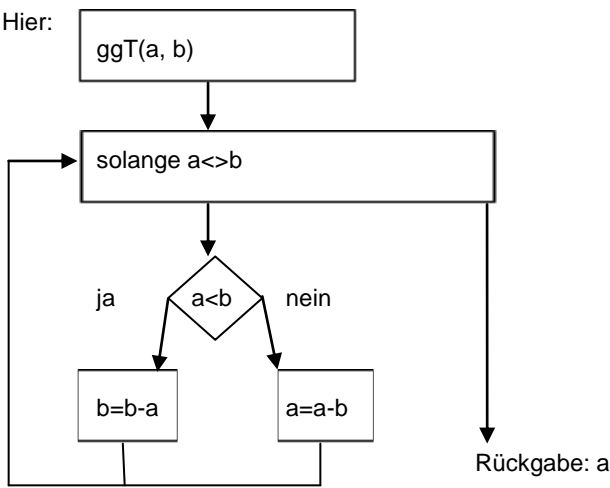 Hier:
ggT(a, b)
solange a<>b
ja
a<b
nein
b=b-a
a=a-b
Rückgabe: a